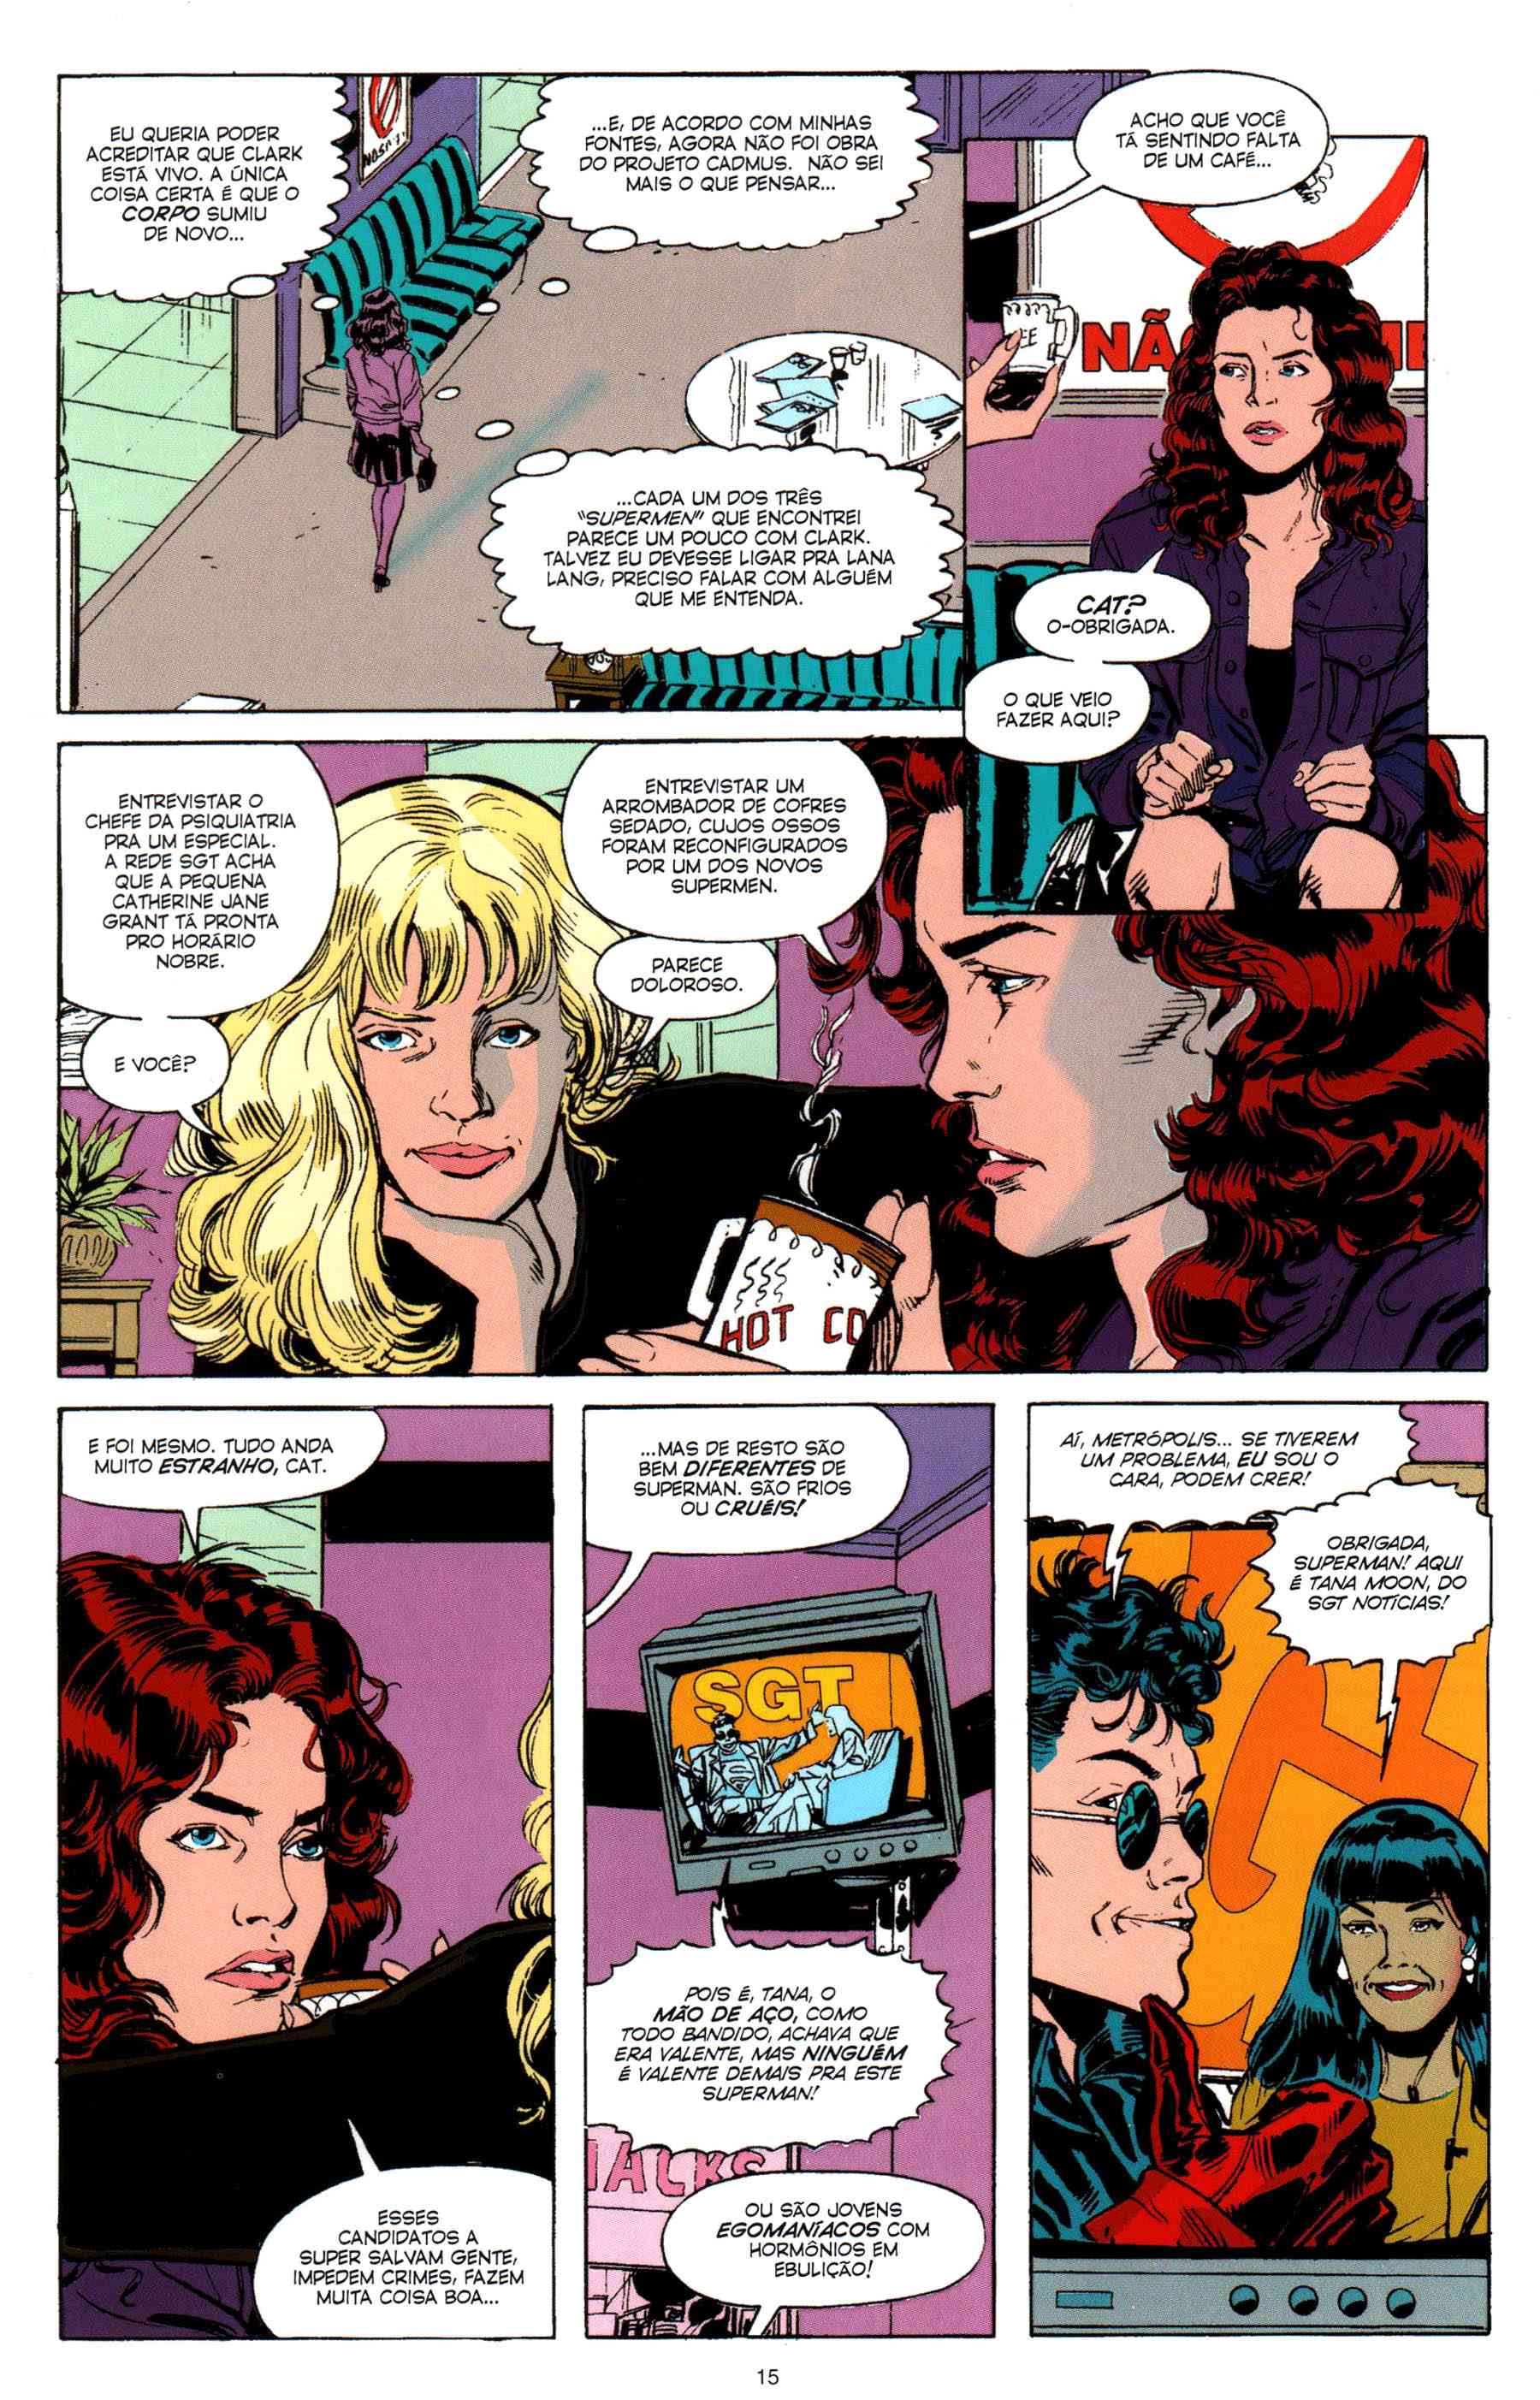 EU QUERIA PODER
ACREDITAR QUE CLARK
ESTÁ VIVO. A ÚNICA
COISA CERTA É QUE O
CORPO SUMIU
DE NOVO...
...E, DE ACORDO COM MINHAS
FONTES, AGORA NÃO FOI OBRA
DO PROJETO CADMUS. NÃO SEI
MAIS O QUE PENSAR...
...CADA UM DOS TRÊS
"SUPERMEN" QUE ENCONTREI
PARECE UM POUCO COM CLARK.
TALVEZ EU DEVESSE LIGAR PRA LANA
LANG, PRECISO FALAR COM ALGUÉM
QUE ME ENTENDA.
ACHO QUE VOCÊ
TÁ SENTINDO FALTA
DE UM CAFÉ...
CAT?
O-OBRIGADA.
O QUE VEIO
FAZER AQUI?
ENTREVISTAR O
CHEFE DA PSIQUIATRIA
PRA UM ESPECIAL.
A REDE SGT ACHA
QUE A PEQUENA
CATHERINE JANE
GRANT TÁ PRONTA
PRO HORÁRIO
NOBRE.
E VOCÊ?
ENTREVISTAR UM
ARROMBADOR DE COFRES
SEDADO, CUJOS OSSOS
FORAM RECONFIGURADOS
POR UM DOS NOVOS
SUPERMEN.
PARECE
DOLOROSO.
HOT CO
E FOI MESMO. TUDO ANDA
MUITO ESTRANHO, CAT.
ESSES
CANDIDATOS A
SUPER SALVAM GENTE,
IMPEDEM CRIMES, FAZEM
MUITA COISA BOA...
...MAS DE RESTO SÃO
BEM DIFERENTES DE
SUPERMAN. SÃO FRIOS
OU CRUÉIS!
SGT
POIS É, TANA, O
MÃO DE AÇO, COMO
TODO BANDIDO, ACHAVA QUE
ERA VALENTE, MAS NINGUÉM
É VALENTE DEMAIS PRA ESTE
SUPERMAN!
OU SÃO JOVENS
EGOMANÍACOS COM
HORMÔNIOS EM
EBULIÇÃO!
AÍ, METRÓPOLIS... SE TIVEREM
UM PROBLEMA, EU SOU O
CARA, PODEM CRER!
OBRIGADA,
SUPERMAN! AQUI
É TANA MOON, DO
SGT NOTÍCIAS!
15